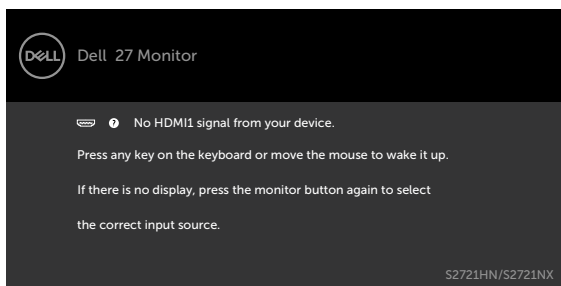 DELL
Dell 27 Monitor
? No HDMI1 signal from your device.
Press any key on the keyboard or move the mouse to wake it up.
If there is no display, press the monitor button again to select
the correct input source.
S2721HN/S2721NX